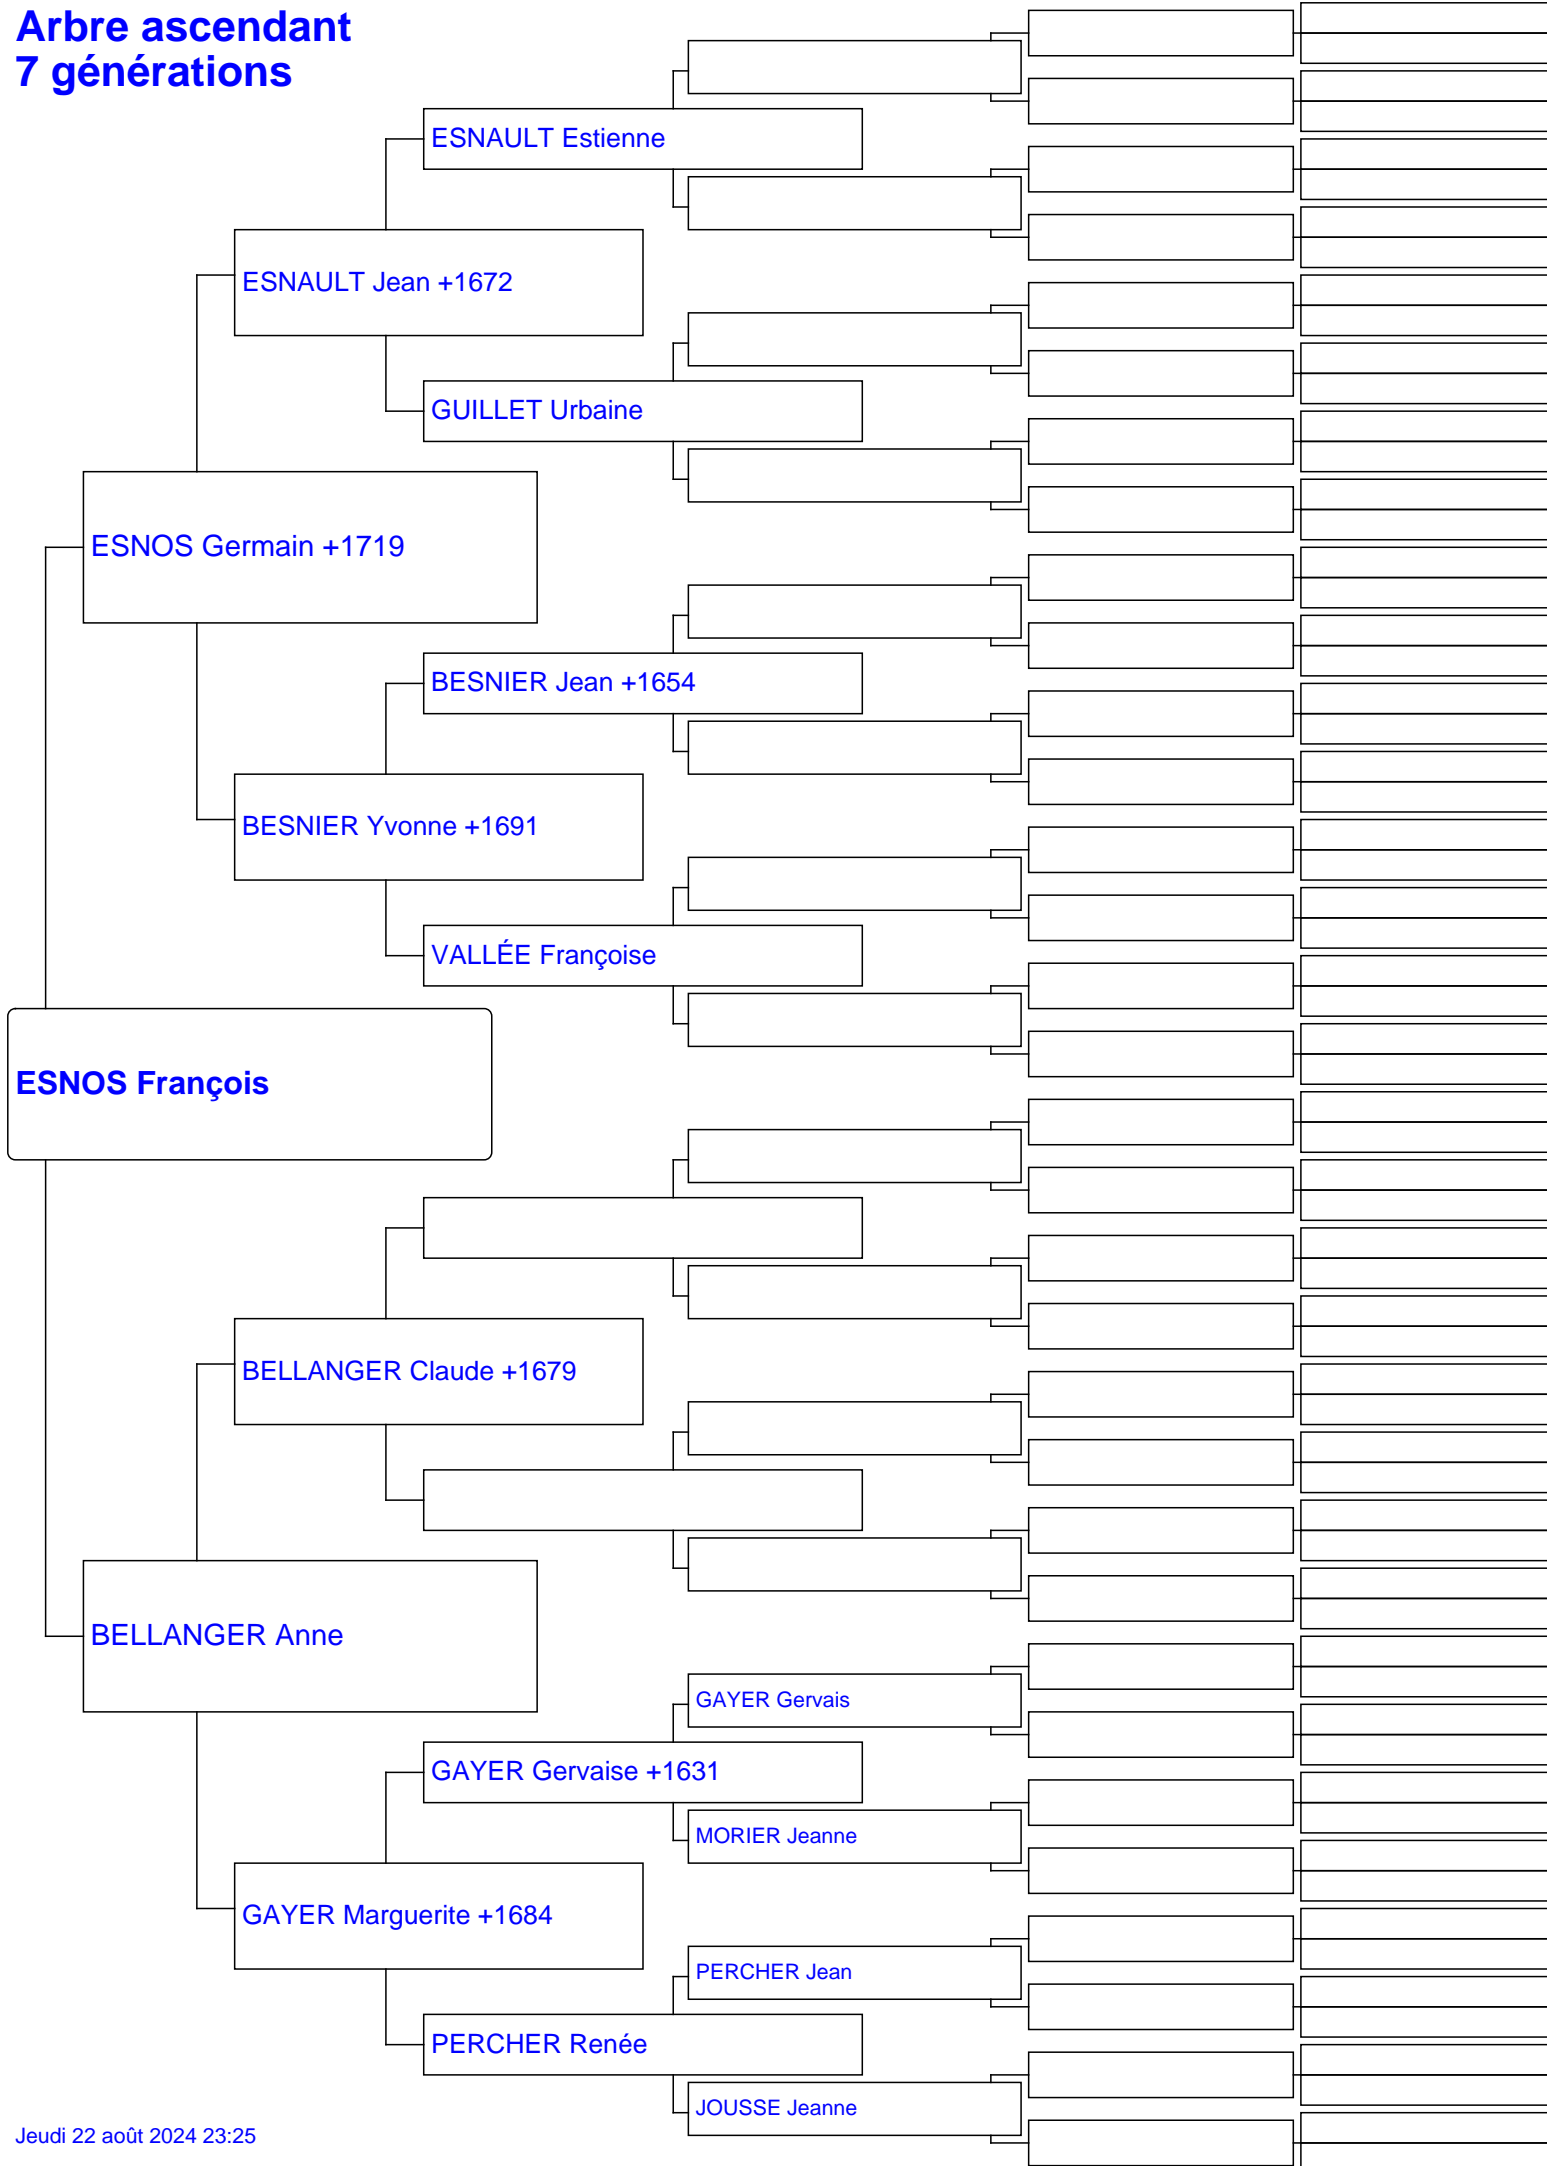 Arbre ascendant
7 générations
ESNAULT Estienne
ESNAULT Jean +1672
GUILLET Urbaine
ESNOS Germain +1719
BESNIER Jean +1654
BESNIER Yvonne +1691
VALLÉE Françoise
ESNOS François
BELLANGER Claude +1679
BELLANGER Anne
GAYER Gervais
GAYER Gervaise +1631
MORIER Jeanne
GAYER Marguerite +1684
PERCHER Jean
PERCHER Renée
JOUSSE Jeanne
Jeudi 22 août 2024 23:25